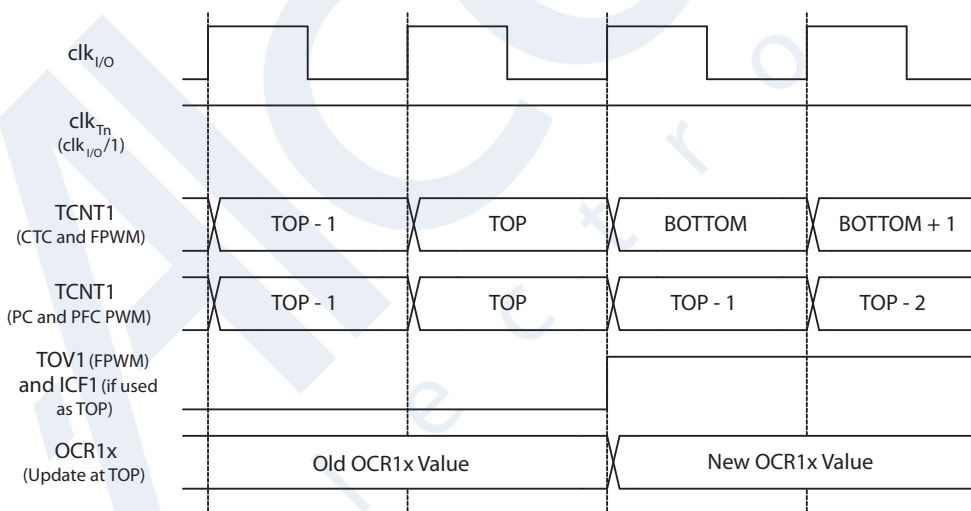 clkI/O
clkTn
(clkI/O/1)
TCNT1
(CTC and FPWM)
TOP - 1
TOP
BOTTOM
BOTTOM + 1
TCNT1
(PC and PFC PWM)
TOP - 1
TOP
TOP - 1
TOP - 2
TOV1 (FPWM)
and ICF1 (if used
as TOP)
OCR1x
(Update at TOP)
Old OCR1x Value
New OCR1x Value